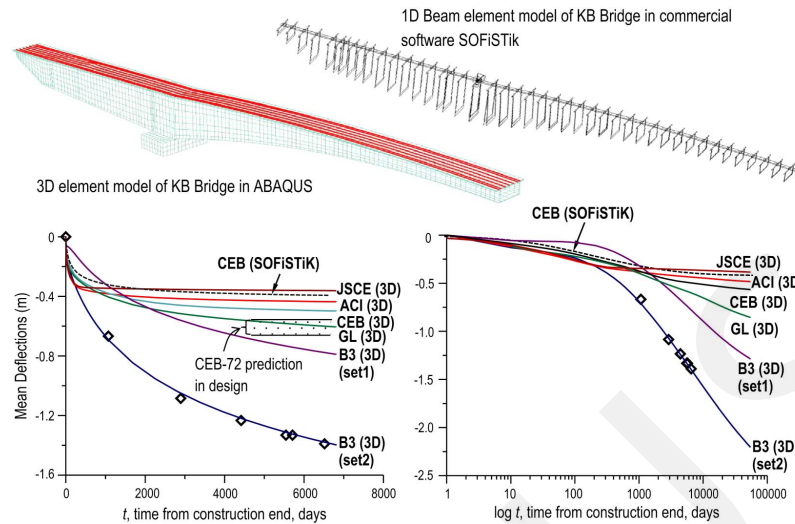 1D Beam element model of KB Bridge in commercial
software SOFiSTik
3D element model of KB Bridge in ABAQUS
Mean Deflections (m)
0
-0.4
-0.8
-1.2
-1.6
0
2000
4000
6000
8000
t, time from construction end, days
CEB (SOFiSTiK)
JSCE (3D)
ACI (3D)
CEB (3D)
GL (3D)
B3 (3D)
(set1)
CEB-72 prediction
in design
B3 (3D)
(set2)
0
-0.5
-1.0
-1.5
-2.0
-2.5
1
10
100
1000
10000
100000
log t, time from construction end, days
CEB (SOFiSTiK)
JSCE (3D)
ACI (3D)
CEB (3D)
GL (3D)
B3 (3D)
(set1)
B3 (3D)
(set2)